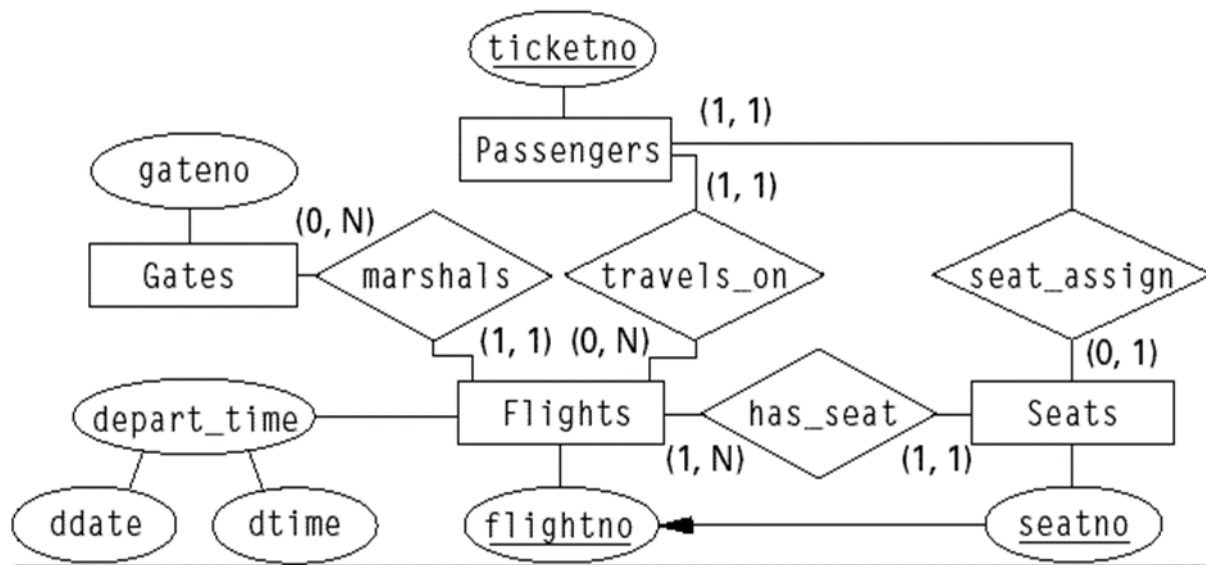 ticketno
(1, 1)
Passengers
gateno
(1, 1)
(0, N)
Gates
marshals
travels_on
seat_assign
(1, 1)
(0, N)
(0, 1)
depart_time
Flights
has_seat
Seats
(1, N)
(1, 1)
ddate
dtime
flightno
seatno